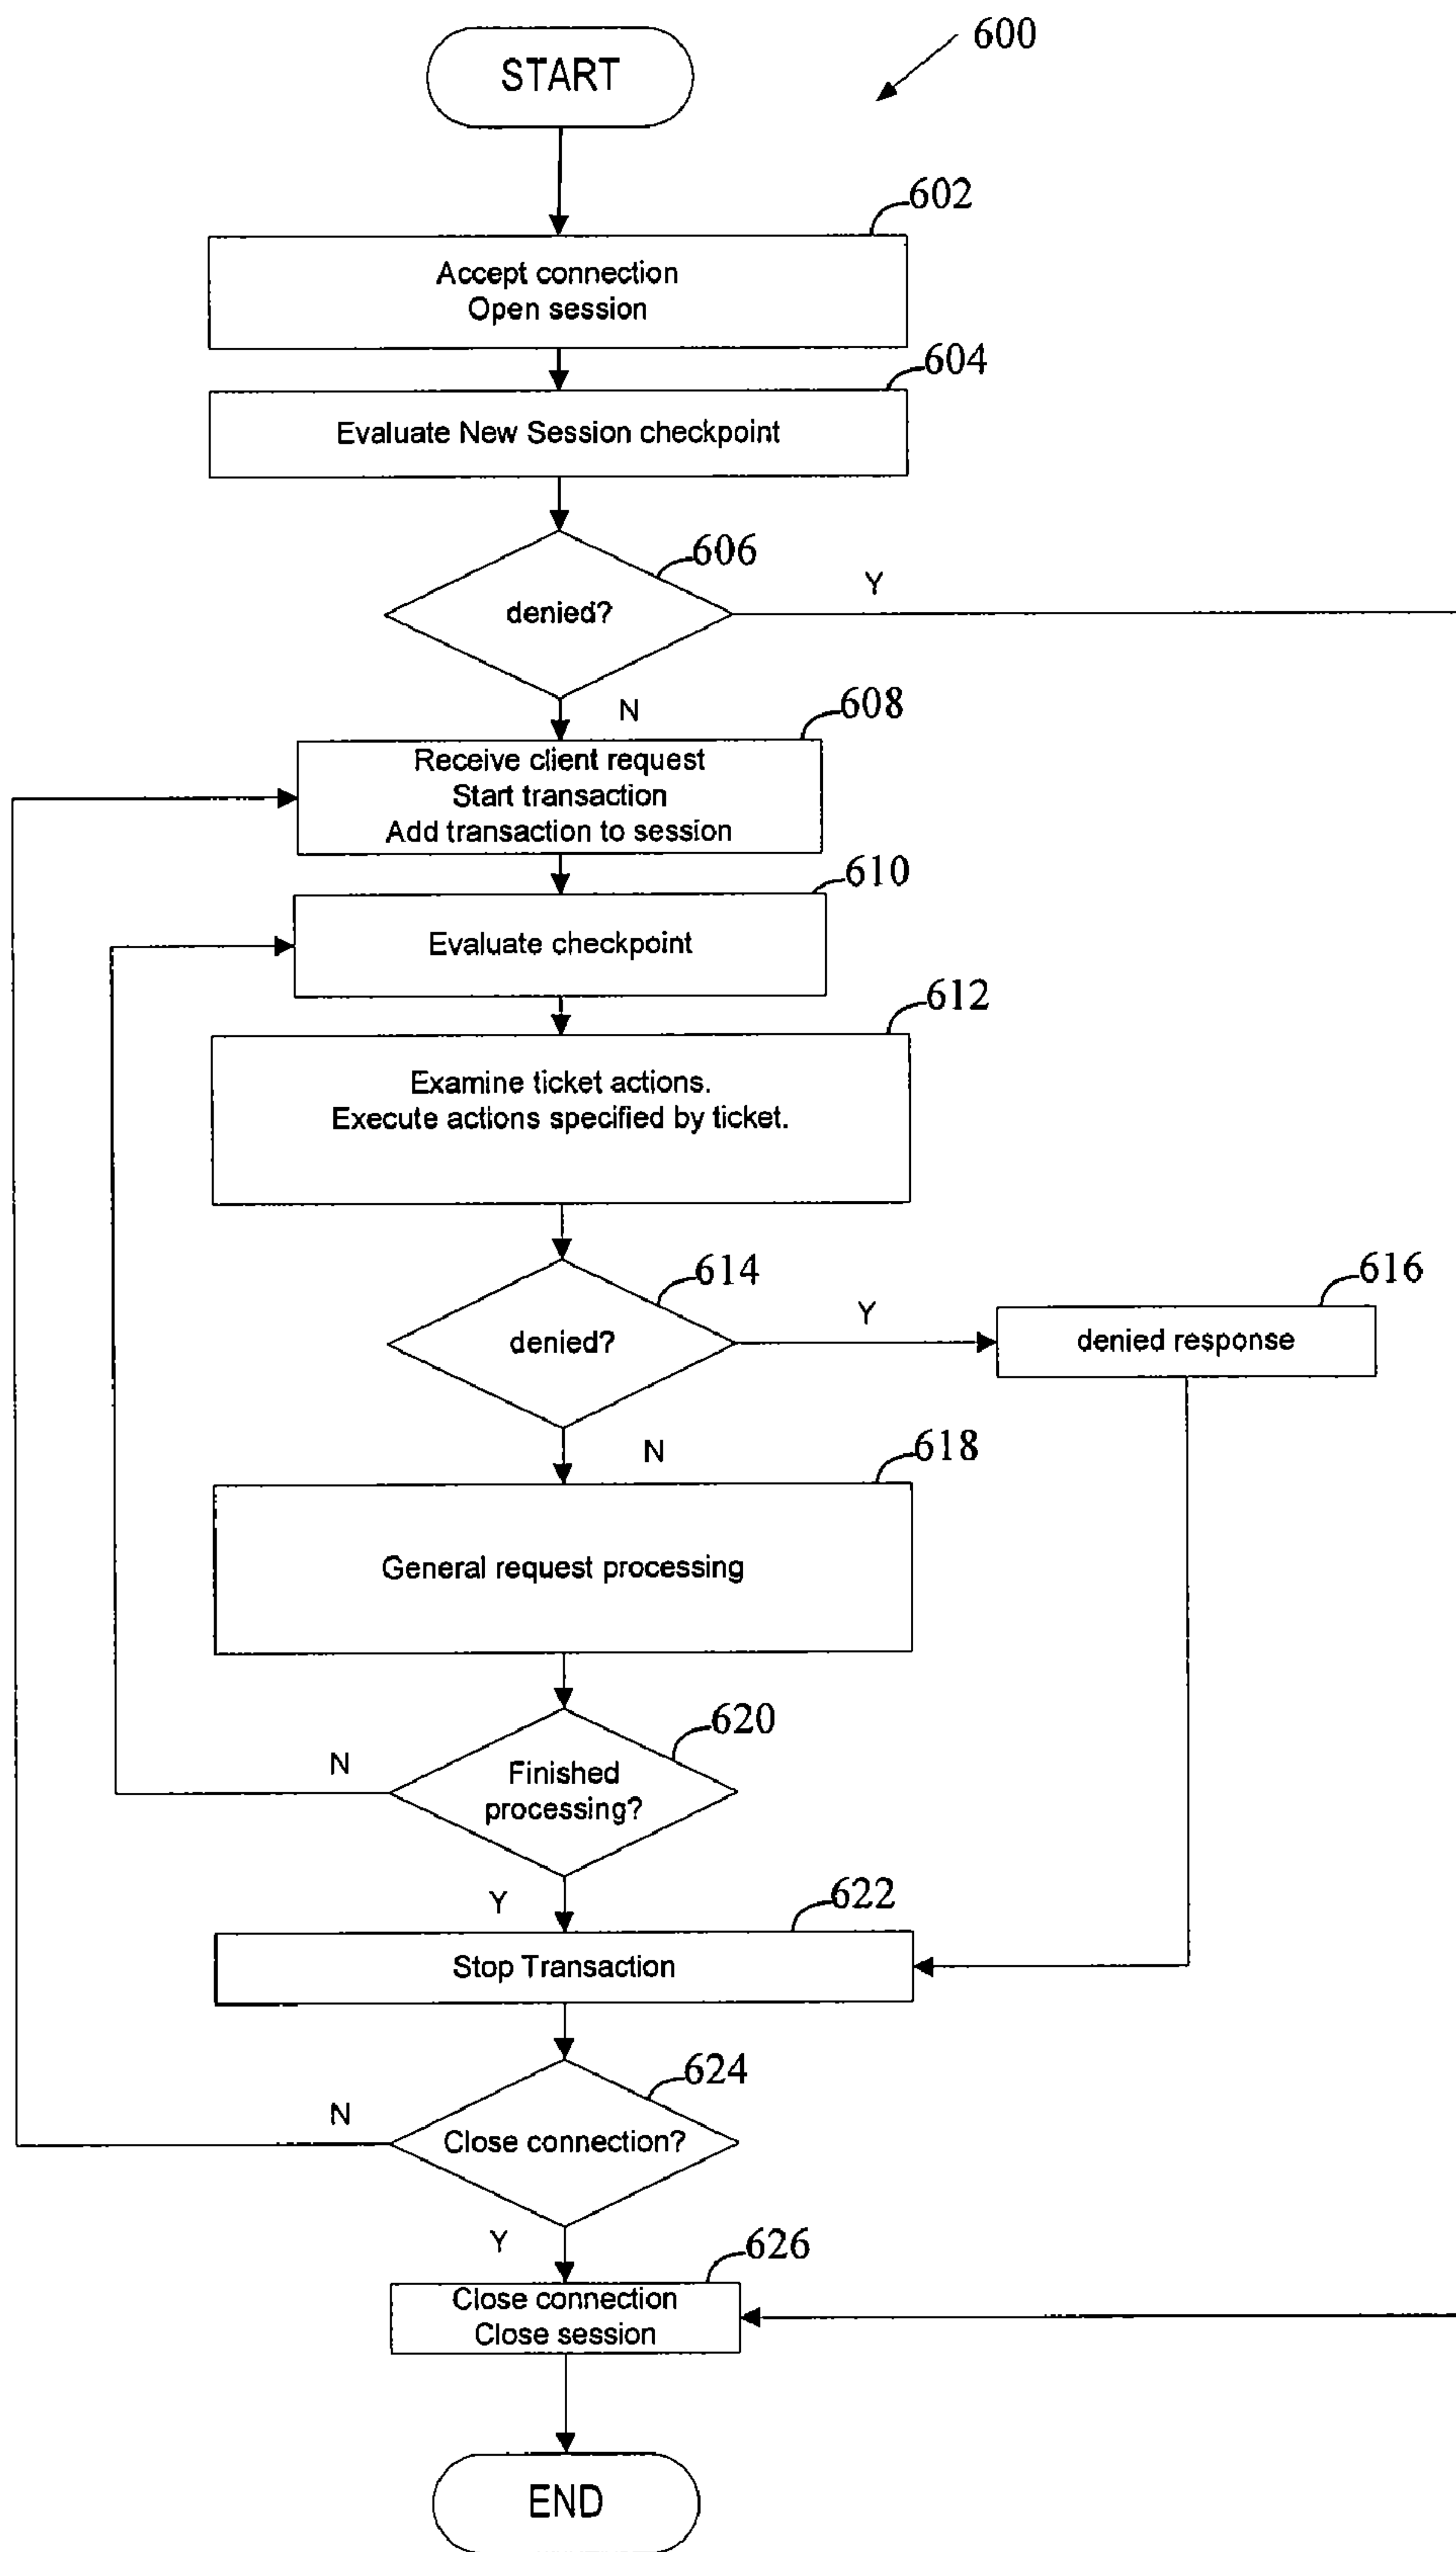 600
START
602
Accept connection
Open session
604
Evaluate New Session checkpoint
606
denied?
Y
N
608
Receive client request
Start transaction
Add transaction to session
610
Evaluate checkpoint
612
Examine ticket actions.
Execute actions specified by ticket.
614
denied?
Y
616
denied response
N
618
General request processing
620
Finished
processing?
N
Y
622
Stop Transaction
624
Close connection?
N
Y
626
Close connection
Close session
END